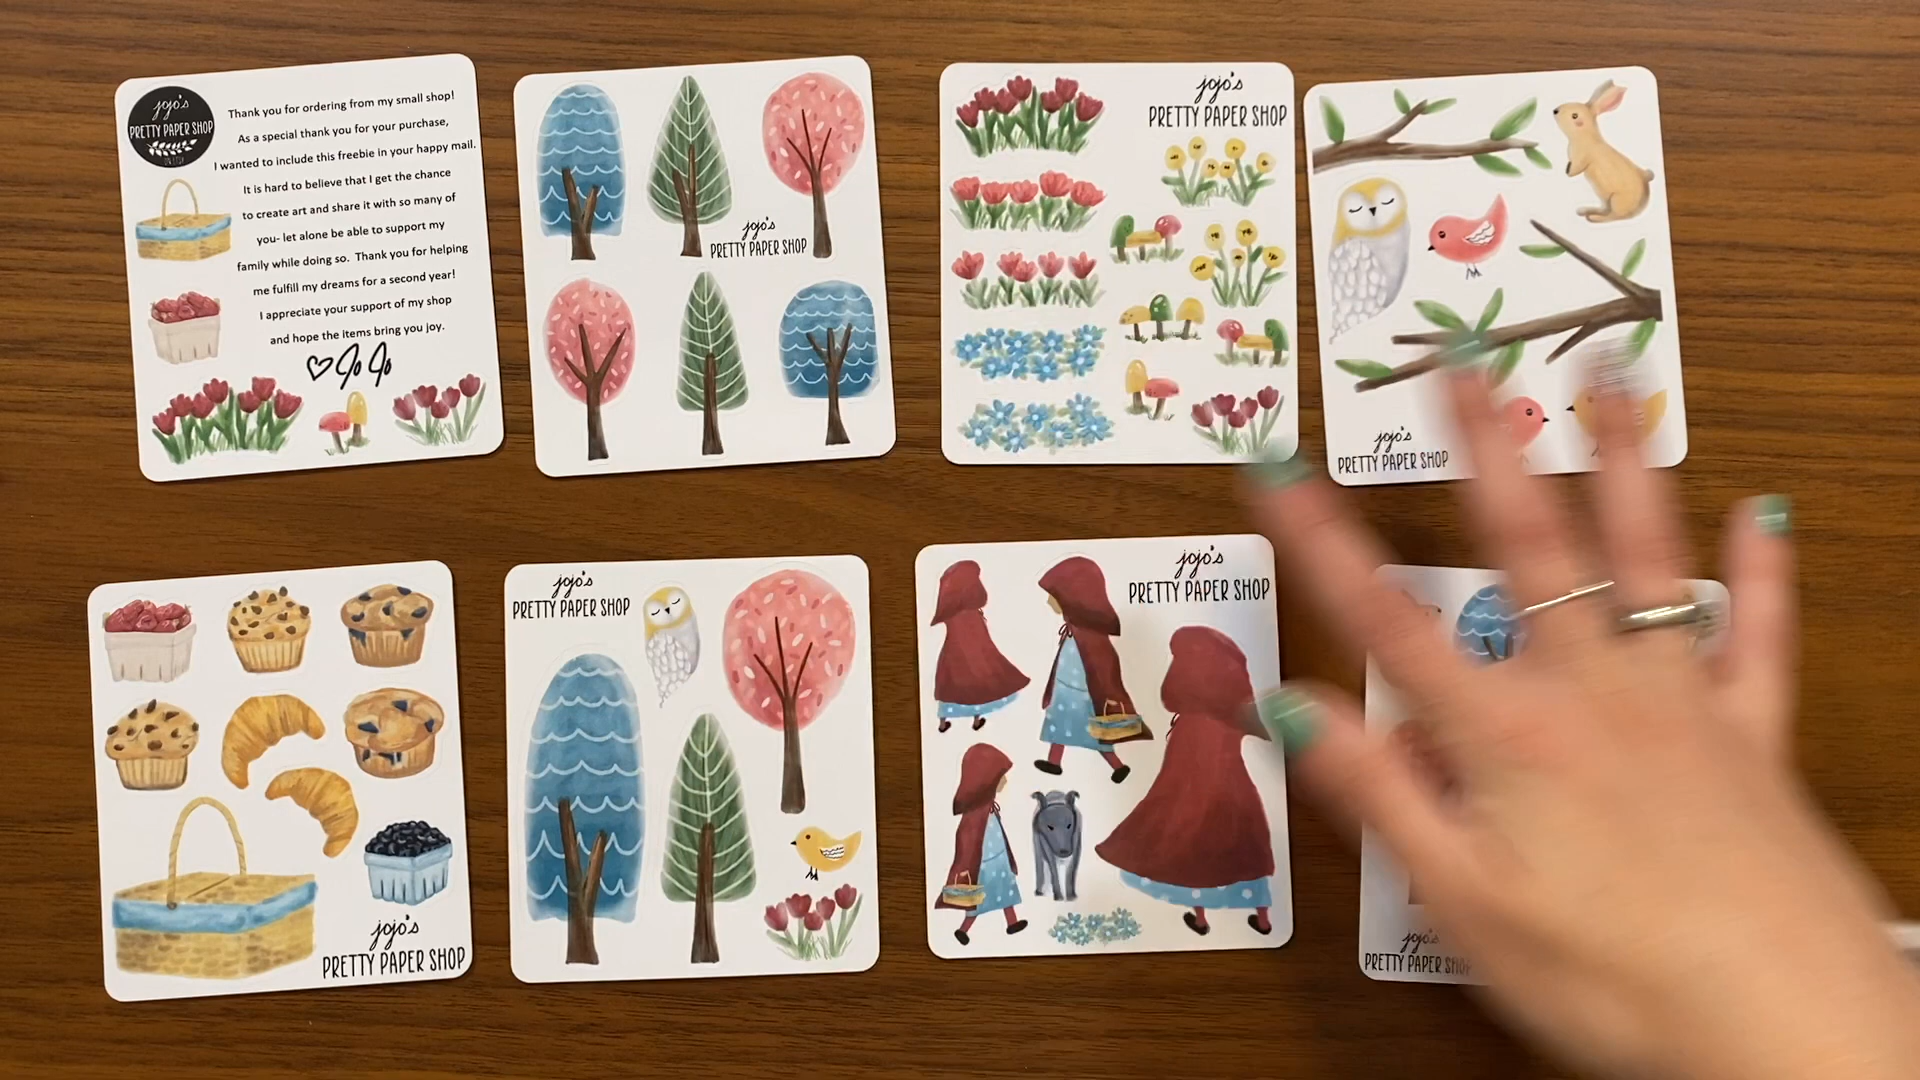 jojo's
PRETTY PAPER SHOP
ON ETSY
Thank you for ordering from my small shop!
As a special thank you for your purchase,
I wanted to include this freebie in your happy mail.
It is hard to believe that I get the chance
to create art and share it with so many of
you- let alone be able to support my
family while doing so. Thank you for helping
me fulfill my dreams for a second year!
I appreciate your support of my shop
and hope the items bring you joy.
JoJo
jojo's
PRETTY PAPER SHOP
jojo's
PRETTY PAPER SHOP
jojo's
PRETTY PAPER SHOP
jojo's
PRETTY PAPER SHOP
jojo's
PRETTY PAPER SHOP
jojo's
PRETTY PAPER SHOP
jojo's
PRETTY PAPER SHOP